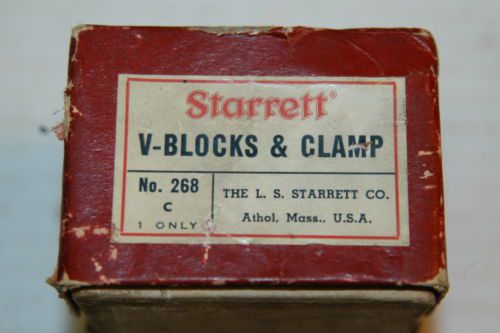 Starrett®
V-BLOCKS & CLAMP
No. 268
C
1 ONLY
THE L. S. STARRETT CO.
Athol, Mass., U.S.A.